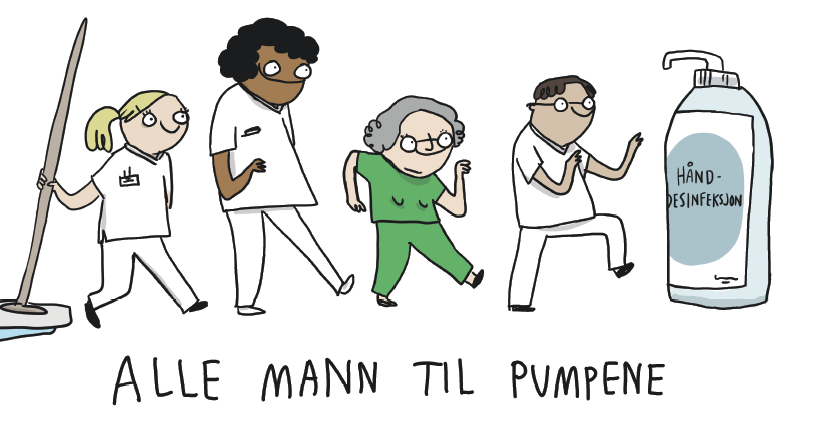 HÅND-
DESINFEKSJON
ALLE MANN TIL PUMPENE